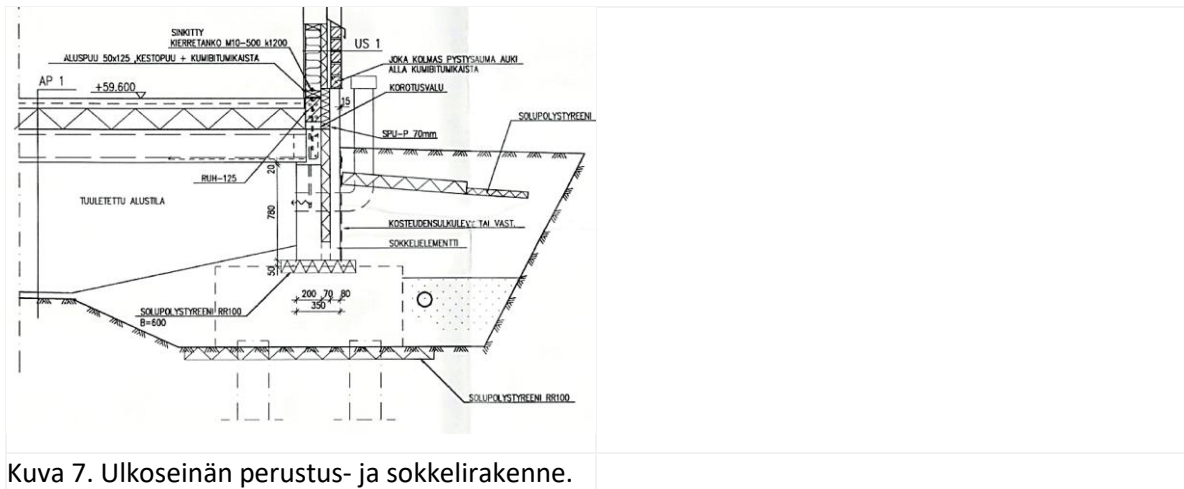 SINKITTY
KIERRETANKO M10-500 k1200
US 1
ALUSPUU 50x125 ,KESTOPUU + KUMIBITUMIKAISTA
JOKA KOLMAS PYSTYSAUMA AUKI
ALLA KUMIBITUMIKAISTA
AP 1
+59.600
KOROTUSVALU
15
SOLUPOLYSTYREENI
SPU-P 70mm
RUH-125
20
TUULETETTU ALUSTILA
780
KOSTEUDENSULKULEVY TAI VAST.
SOKKELIELEMENTTI
50
200 70 80
350
SOLUPOLYSTYREENI RR100
B=600
SOLUPOLYSTYREENI RR100
Kuva 7. Ulkoseinän perustus- ja sokkelirakenne.